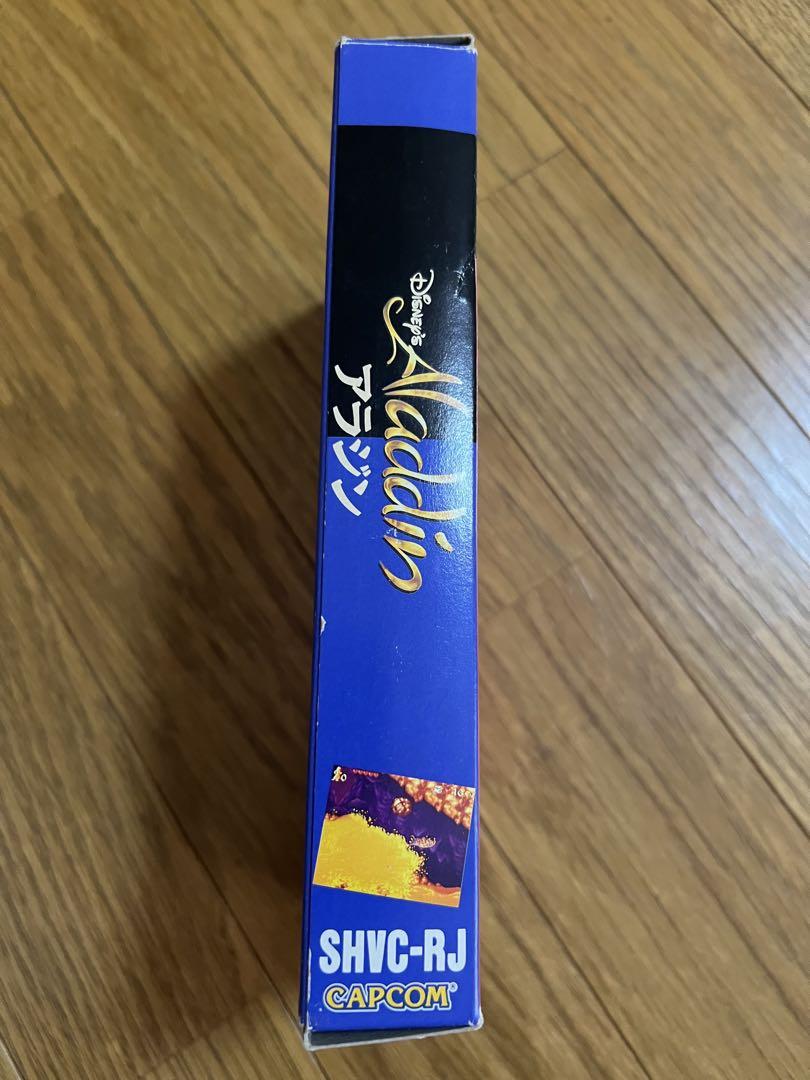 Disney's
Aladdin
アラジン
SHVC-RJ
CAPCOM®